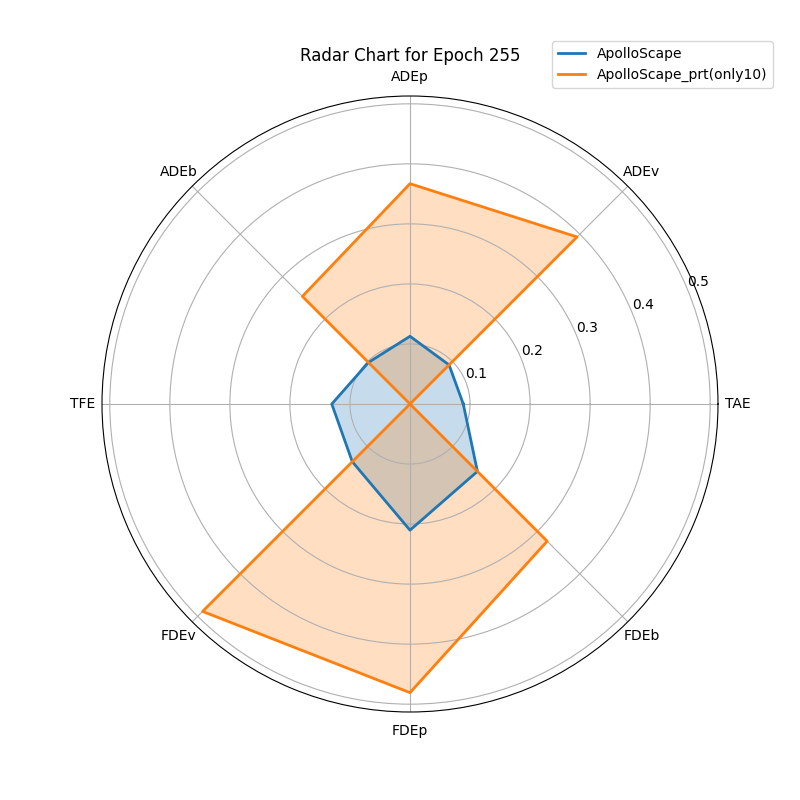 Radar Chart for Epoch 255
ApolloScape
ApolloScape_prt(only10)
ADEp
ADEb
ADEv
0.5
0.4
0.3
0.2
0.1
TFE
TAE
FDEv
FDEb
FDEp